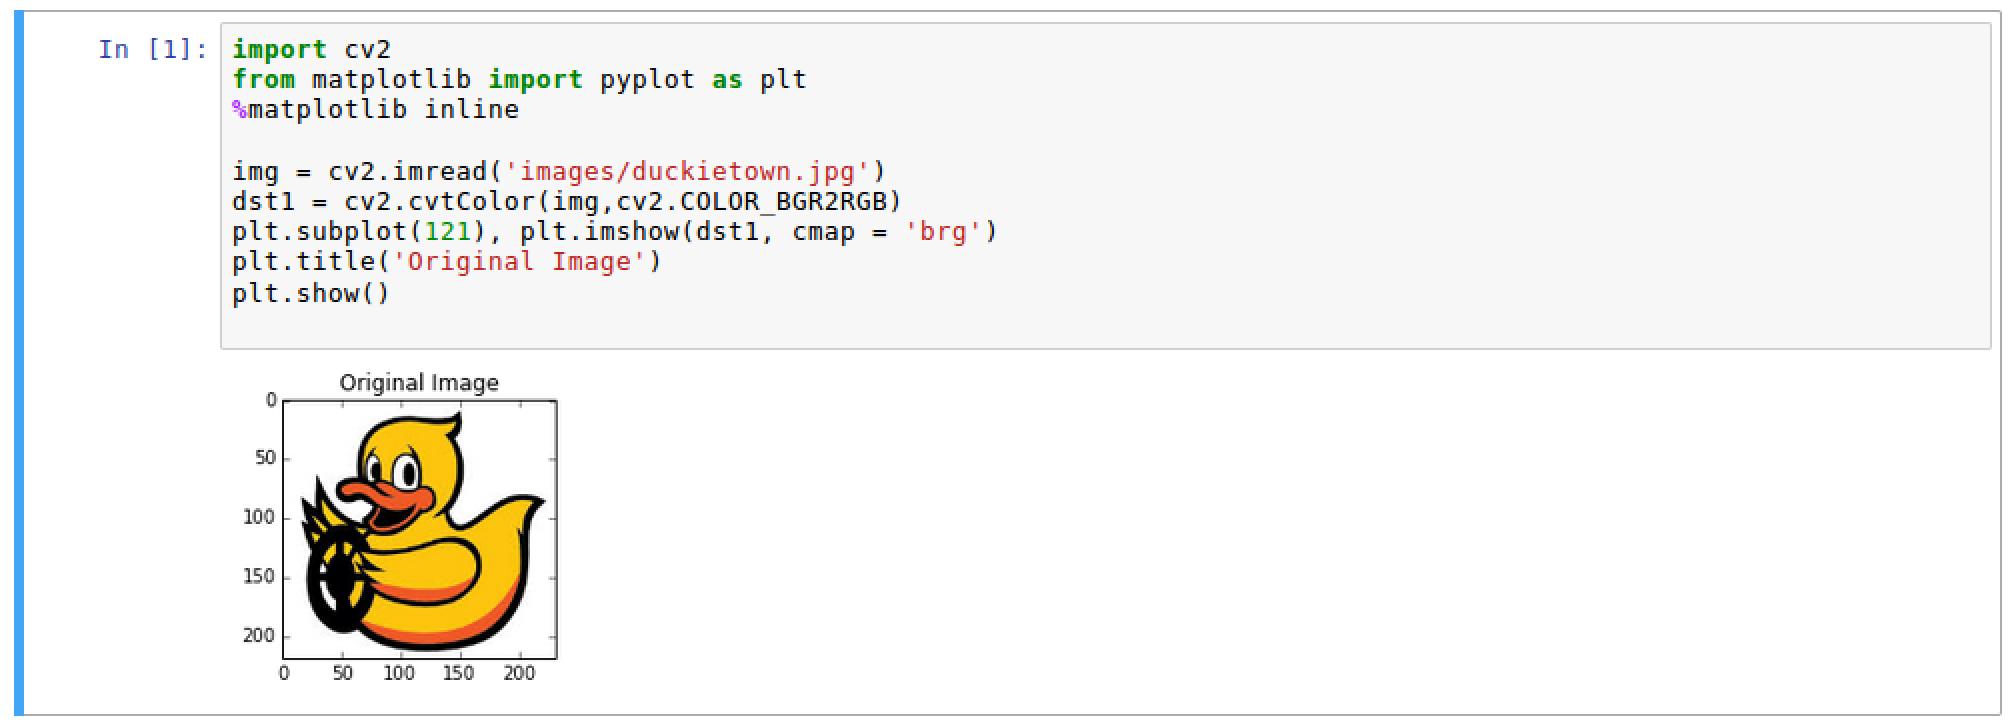 In [1]: import cv2
from matplotlib import pyplot as plt
%matplotlib inline
img = cv2.imread('images/duckietown.jpg')
dst1 = cv2.cvtColor(img,cv2.COLOR_BGR2RGB)
plt.subplot(121), plt.imshow(dst1, cmap = 'brg')
plt.title('Original Image')
plt.show()
Original Image
0
50
100
150
200
0 50 100 150 200